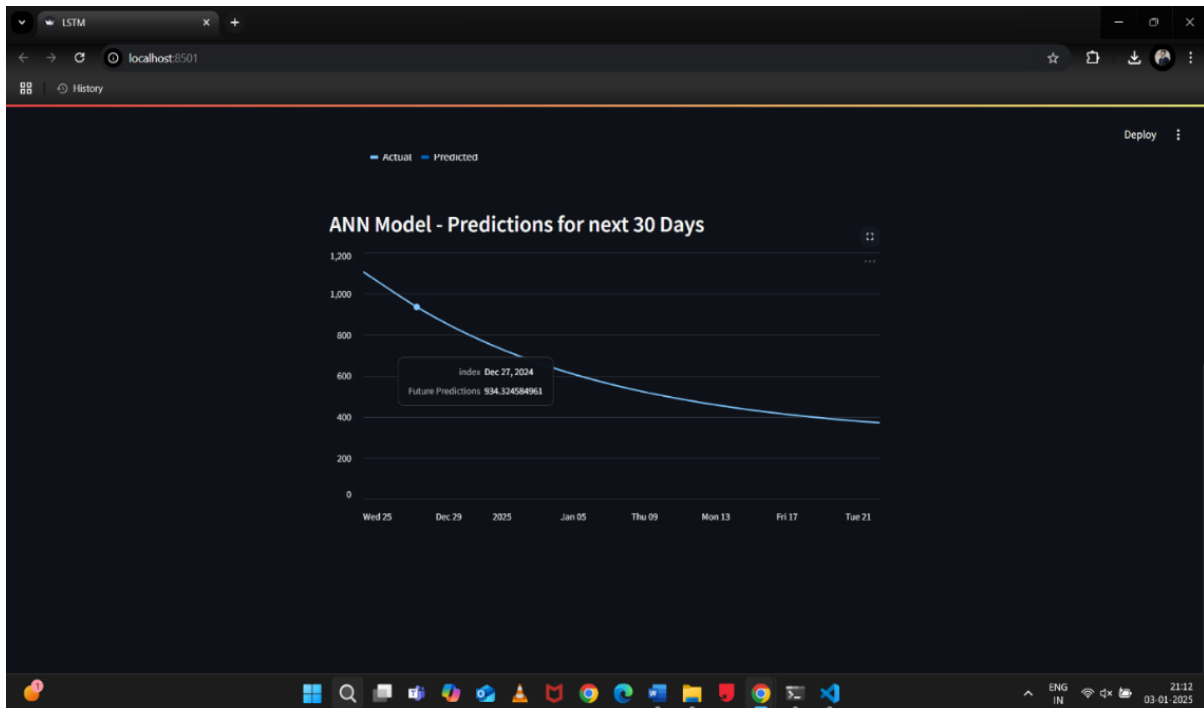 LSTM
localhost:8501
History
Deploy
Actual Predicted
ANN Model - Predictions for next 30 Days
1,200
1,000
800
600
400
200
0
index Dec 27, 2024
Future Predictions 934.324584961
Wed 25 Dec 29 2025 Jan 05 Thu 09 Mon 13 Fri 17 Tue 21
1
ENG
IN
21:12
03-01-2025